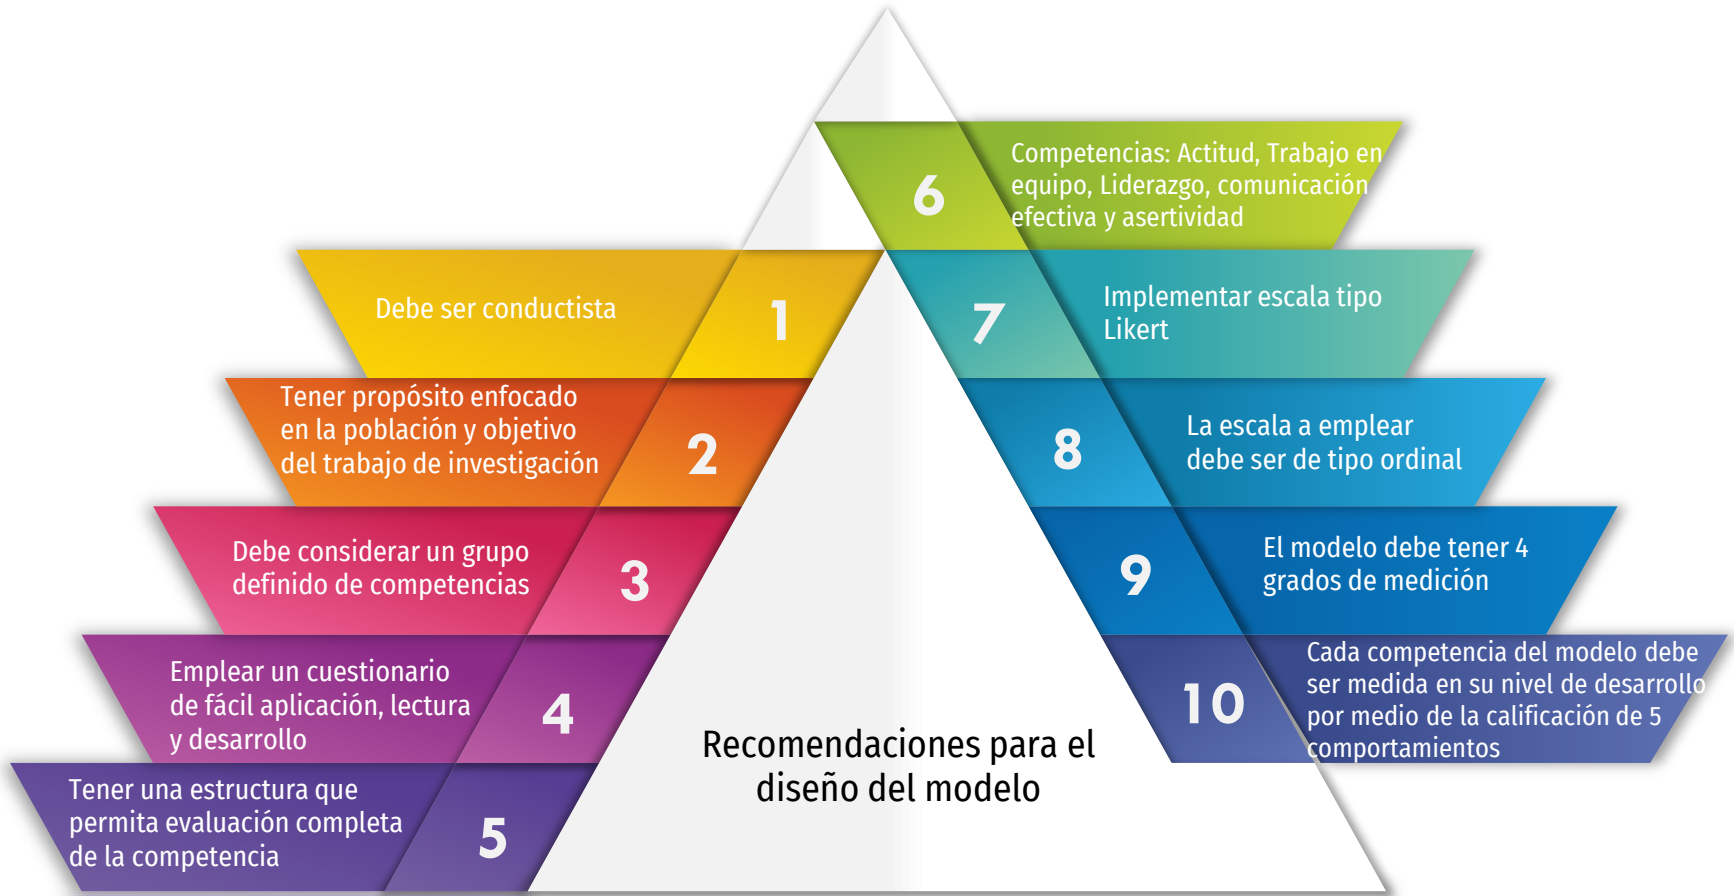 1
Debe ser conductista
2
Tener propósito enfocado
en la población y objetivo
del trabajo de investigación
3
Debe considerar un grupo
definido de competencias
4
Emplear un cuestionario
de fácil aplicación, lectura
y desarrollo
5
Tener una estructura que
permita evaluación completa
de la competencia
6
Competencias: Actitud, Trabajo en
equipo, Liderazgo, comunicación
efectiva y asertividad
7
Implementar escala tipo
Likert
8
La escala a emplear
debe ser de tipo ordinal
9
El modelo debe tener 4
grados de medición
10
Cada competencia del modelo debe
ser medida en su nivel de desarrollo
por medio de la calificación de 5
comportamientos
Recomendaciones para el
diseño del modelo